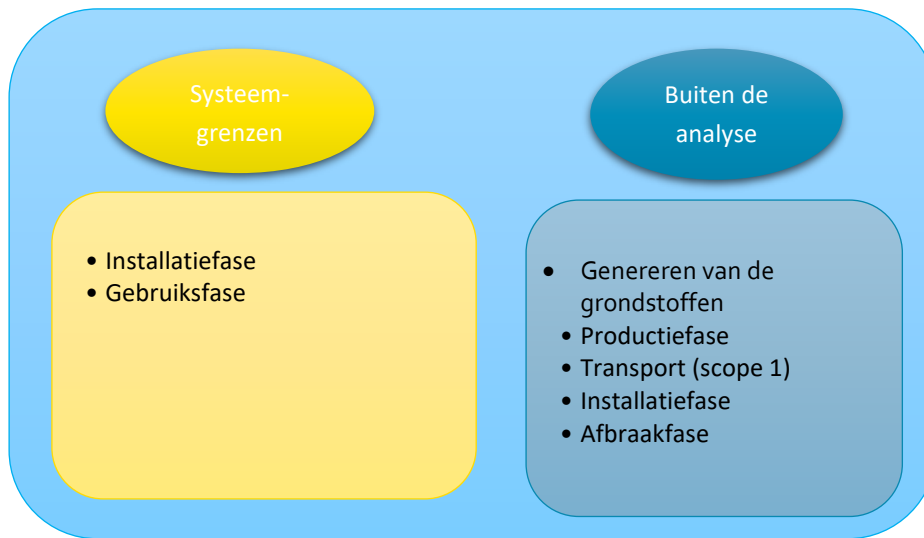 Systeem-
grenzen
• Installatiefase
• Gebruiksfase
Buiten de
analyse
• Genereren van de
grondstoffen
• Productiefase
• Transport (scope 1)
• Installatiefase
• Afbraakfase